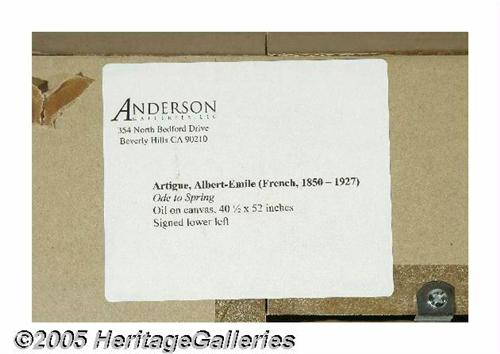 ANDERSON
GALLERIES, LLC
354 North Bedford Drive
Beverly Hills CA 90210
Artigue, Albert-Emile (French, 1850 – 1927)
Ode to Spring
Oil on canvas, 40 ½ x 52 inches
Signed lower left
©2005 HeritageGalleries